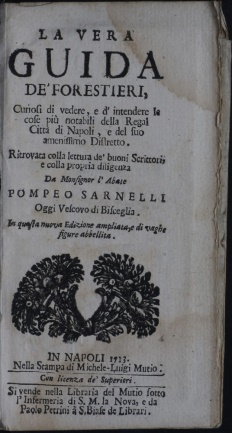 LA VERA
GUIDA
DE' FORESTIERI,
Curiosi di vedere, e d' intendere le
cose più notabili della Regal
Città di Napoli, e del suo
amenissimo Distretto.
Ritrovata colla lettura de' buoni Scrittori,
e colla propria diligenza
Da Monsignor l' Abate
POMPEO SARNELLI
Oggi Vescovo di Bisceglia.
In questa nuova Edizione ampliata, e di vaghe
figure abbellita.
IN NAPOLI 1713.
Nella Stampa di Michele-Luigi Mutio.
Con licenza de' Superiori.
Si vende nella Libraria del Mutio sotto
l' Infermeria di S. M. la Nova, e da
Paolo Petrini à S. Biase de Librari.